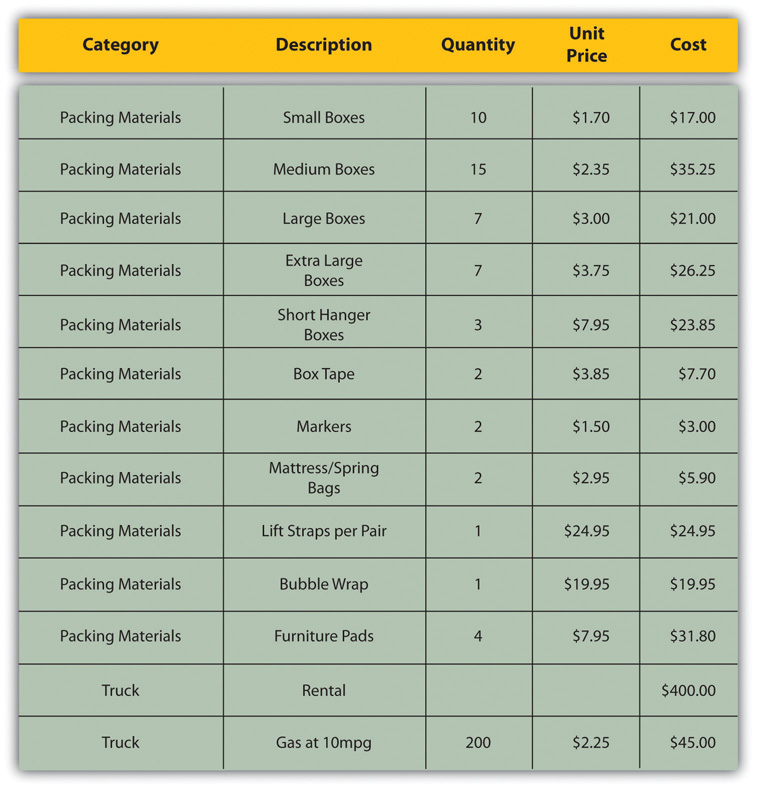 Category Description Quantity Unit Price Cost
Packing Materials Small Boxes 10 $1.70 $17.00
Packing Materials Medium Boxes 15 $2.35 $35.25
Packing Materials Large Boxes 7 $3.00 $21.00
Packing Materials Extra Large Boxes 7 $3.75 $26.25
Packing Materials Short Hanger Boxes 3 $7.95 $23.85
Packing Materials Box Tape 2 $3.85 $7.70
Packing Materials Markers 2 $1.50 $3.00
Packing Materials Mattress/Spring Bags 2 $2.95 $5.90
Packing Materials Lift Straps per Pair 1 $24.95 $24.95
Packing Materials Bubble Wrap 1 $19.95 $19.95
Packing Materials Furniture Pads 4 $7.95 $31.80
Truck Rental $400.00
Truck Gas at 10mpg 200 $2.25 $45.00